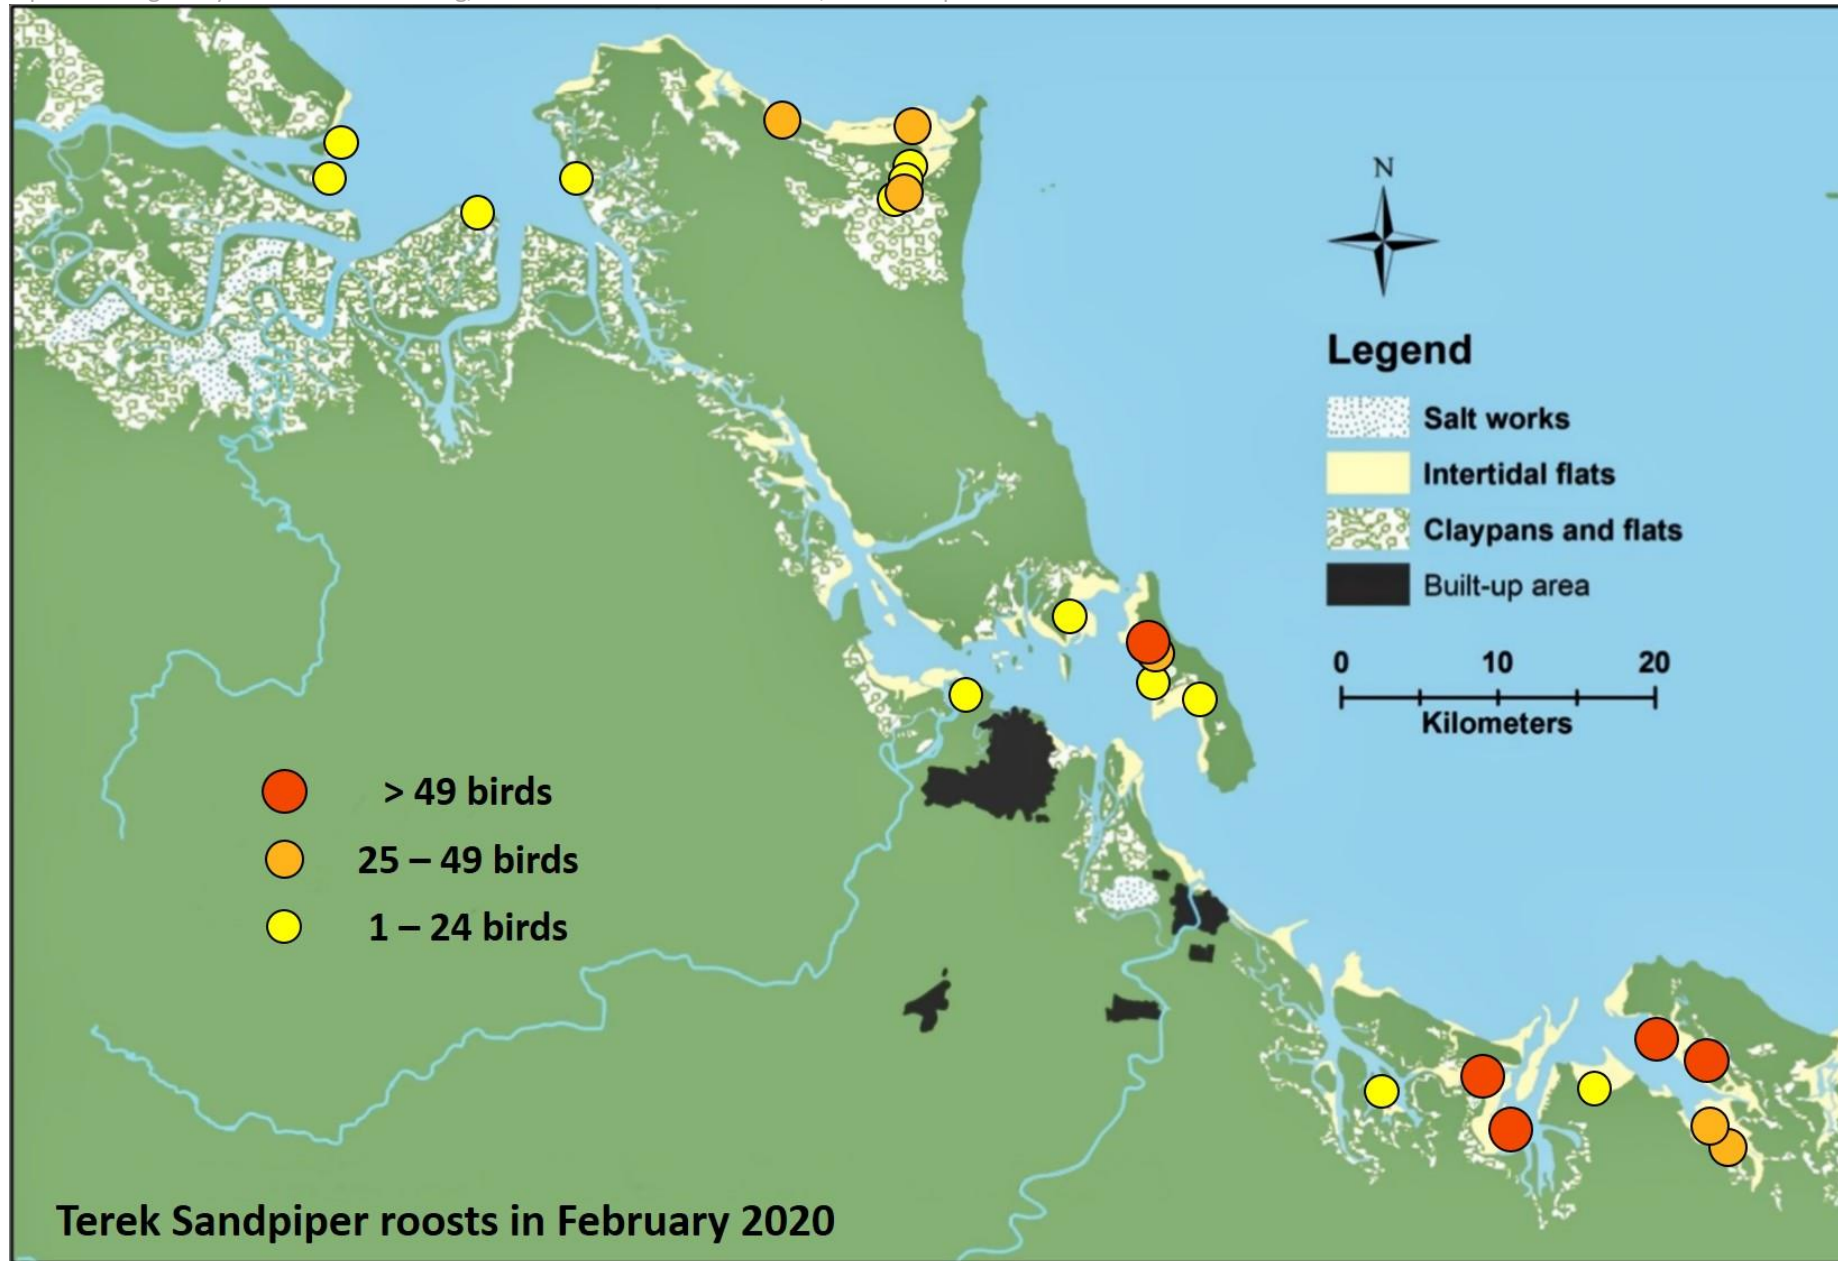 N
Legend
Salt works
Intertidal flats
Claypans and flats
Built-up area
0 10 20
Kilometers
> 49 birds
25 – 49 birds
1 – 24 birds
Terek Sandpiper roosts in February 2020